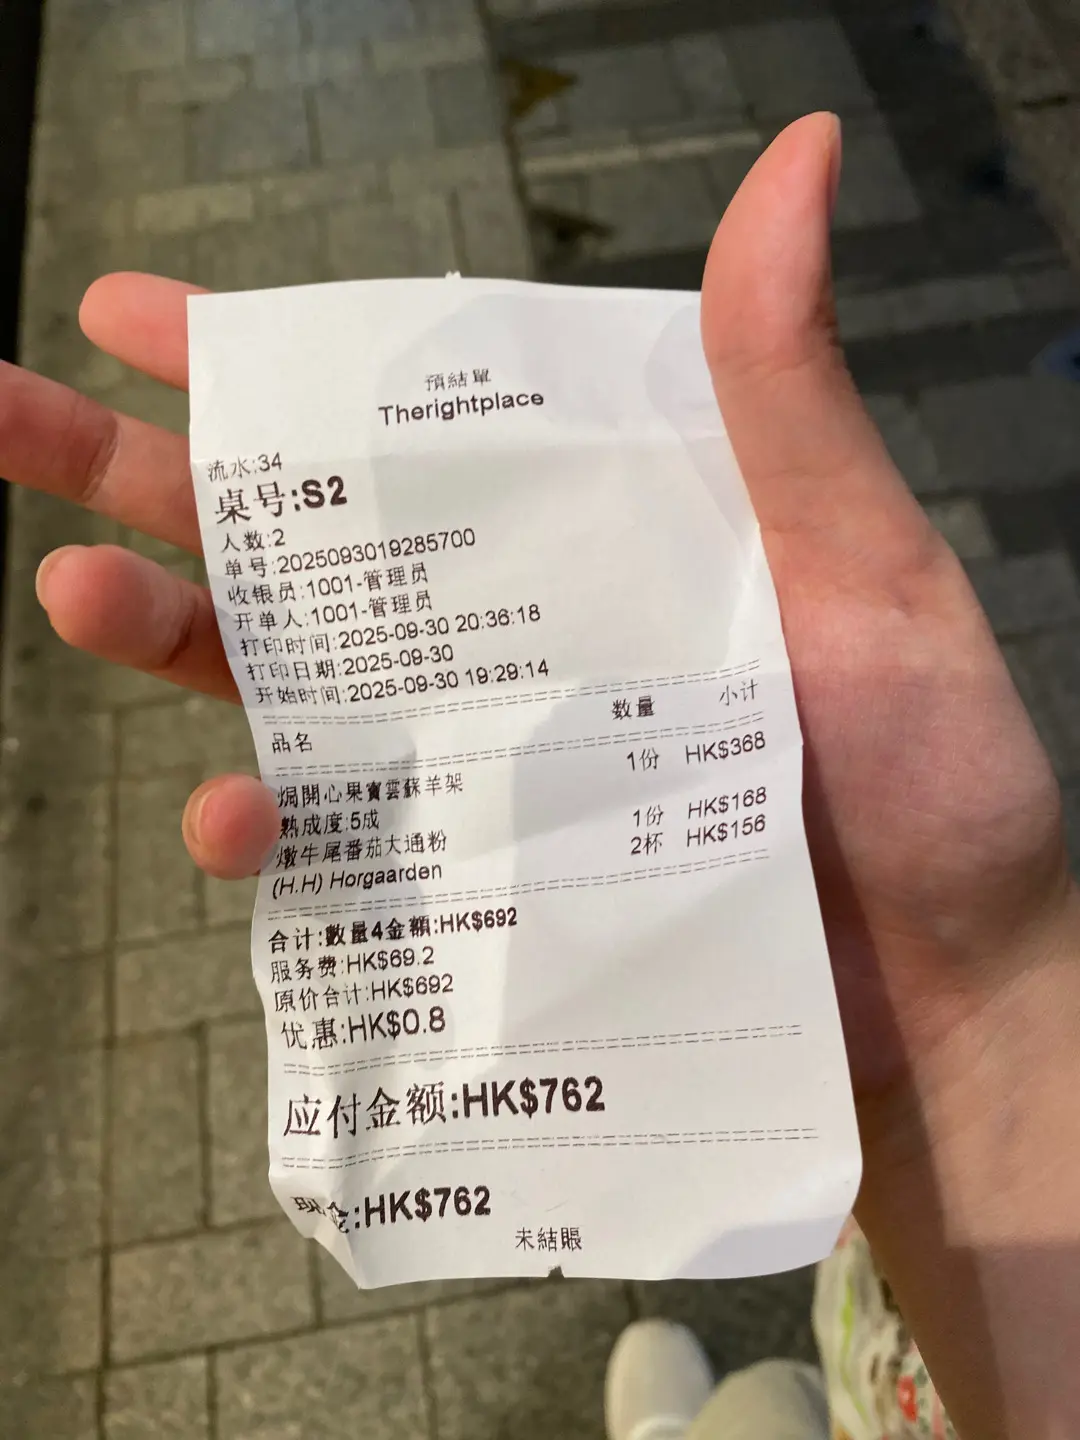 預結單
Therightplace
流水:34
桌号:S2
人数:2
单号:2025093019285700
收银员:1001-管理员
开单人:1001-管理员
打印时间:2025-09-30 20:36:18
打印日期:2025-09-30
开始时间:2025-09-30 19:29:14
品名 数量 小计
焗開心果寶雲蘇羊架 1份 HK$368
熟成度:5成
燉牛尾番茄大通粉 1份 HK$168
(H.H) Horgaarden 2杯 HK$156
合计:數量4金額:HK$692
服务费:HK$69.2
原价合计:HK$692
优惠:HK$0.8
应付金额:HK$762
现金:HK$762
未結賬